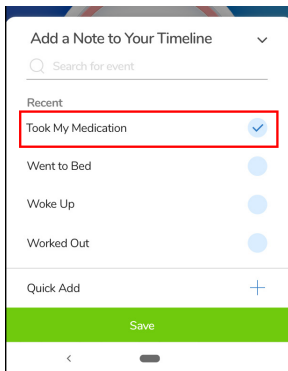 Add a Note to Your Timeline
Search for event
Recent
Took My Medication
Went to Bed
Woke Up
Worked Out
Quick Add
Save